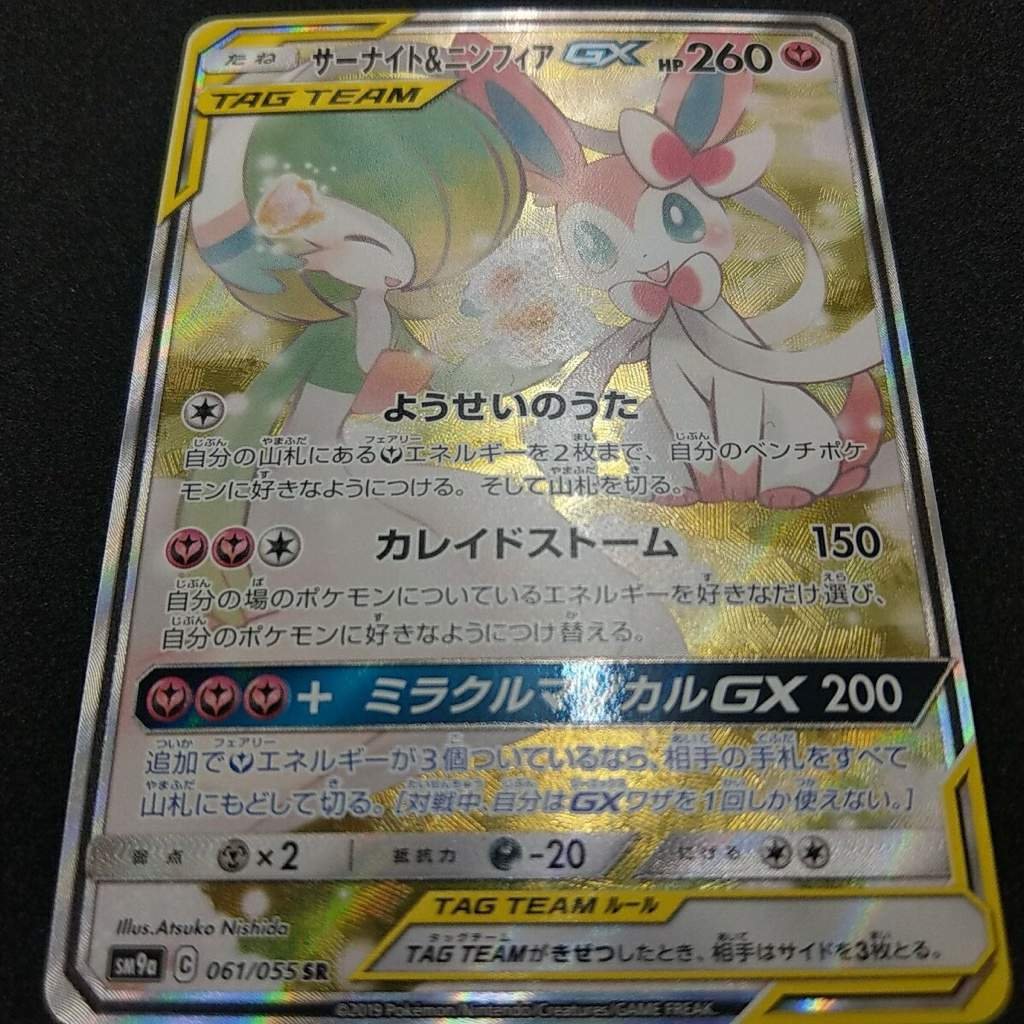 たね サーナイト&ニンフィア GX HP 260
TAG TEAM
ようせいのうた
自分の山札にあるエネルギーを2枚まで、自分のベンチポケ
モンに好きなようにつける。そして山札を切る。
カレイドストーム 150
自分の場のポケモンについているエネルギーを好きなだけ選び、
自分のポケモンに好きなようにつけ替える。
+ ミラクルマジカルGX 200
追加でエネルギーが3個ついているなら、相手の手札をすべて
山札にもどして切る。[対戦中、自分はGXワザを1回しか使えない。]
弱点 ×2 抵抗力 -20 にげる
TAG TEAM ルール
Illus.Atsuko Nishida
TAG TEAMがきぜつしたとき、相手はサイドを3枚とる。
SM9a C 061/055 SR
©2019 Pokémon/Nintendo/Creatures/GAME FREAK.